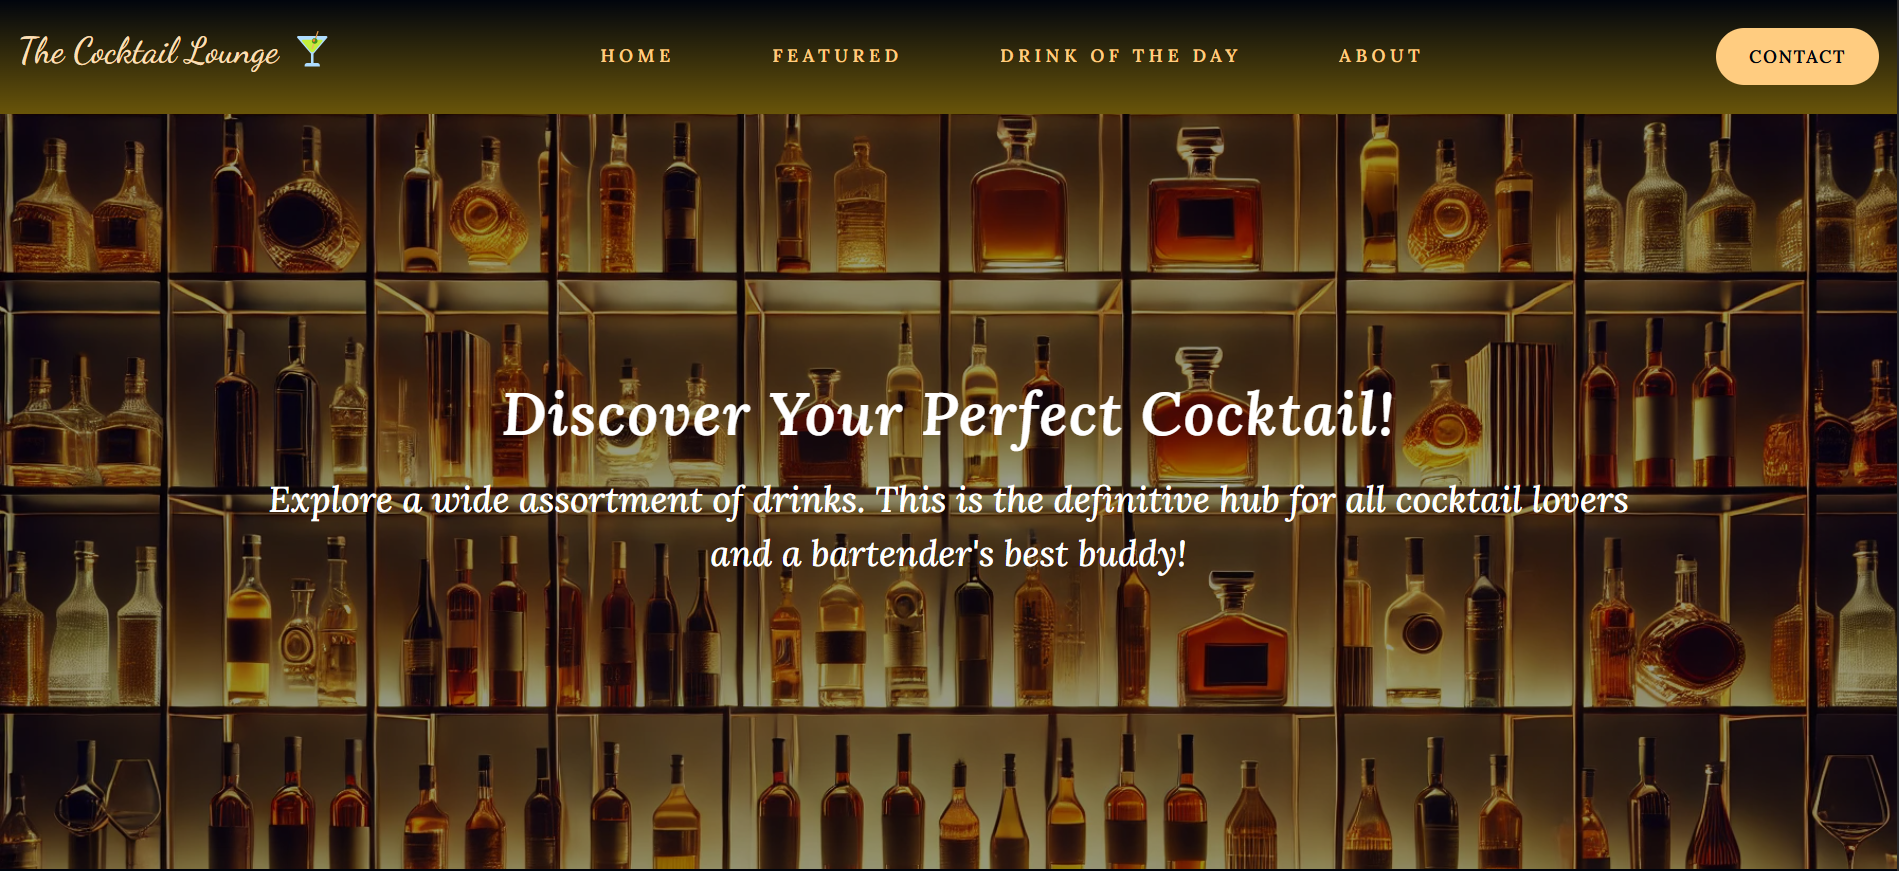 The Cocktail Lounge
HOME
FEATURED
DRINK OF THE DAY
ABOUT
CONTACT
Discover Your Perfect Cocktail!
Explore a wide assortment of drinks. This is the definitive hub for all cocktail lovers
and a bartender's best buddy!